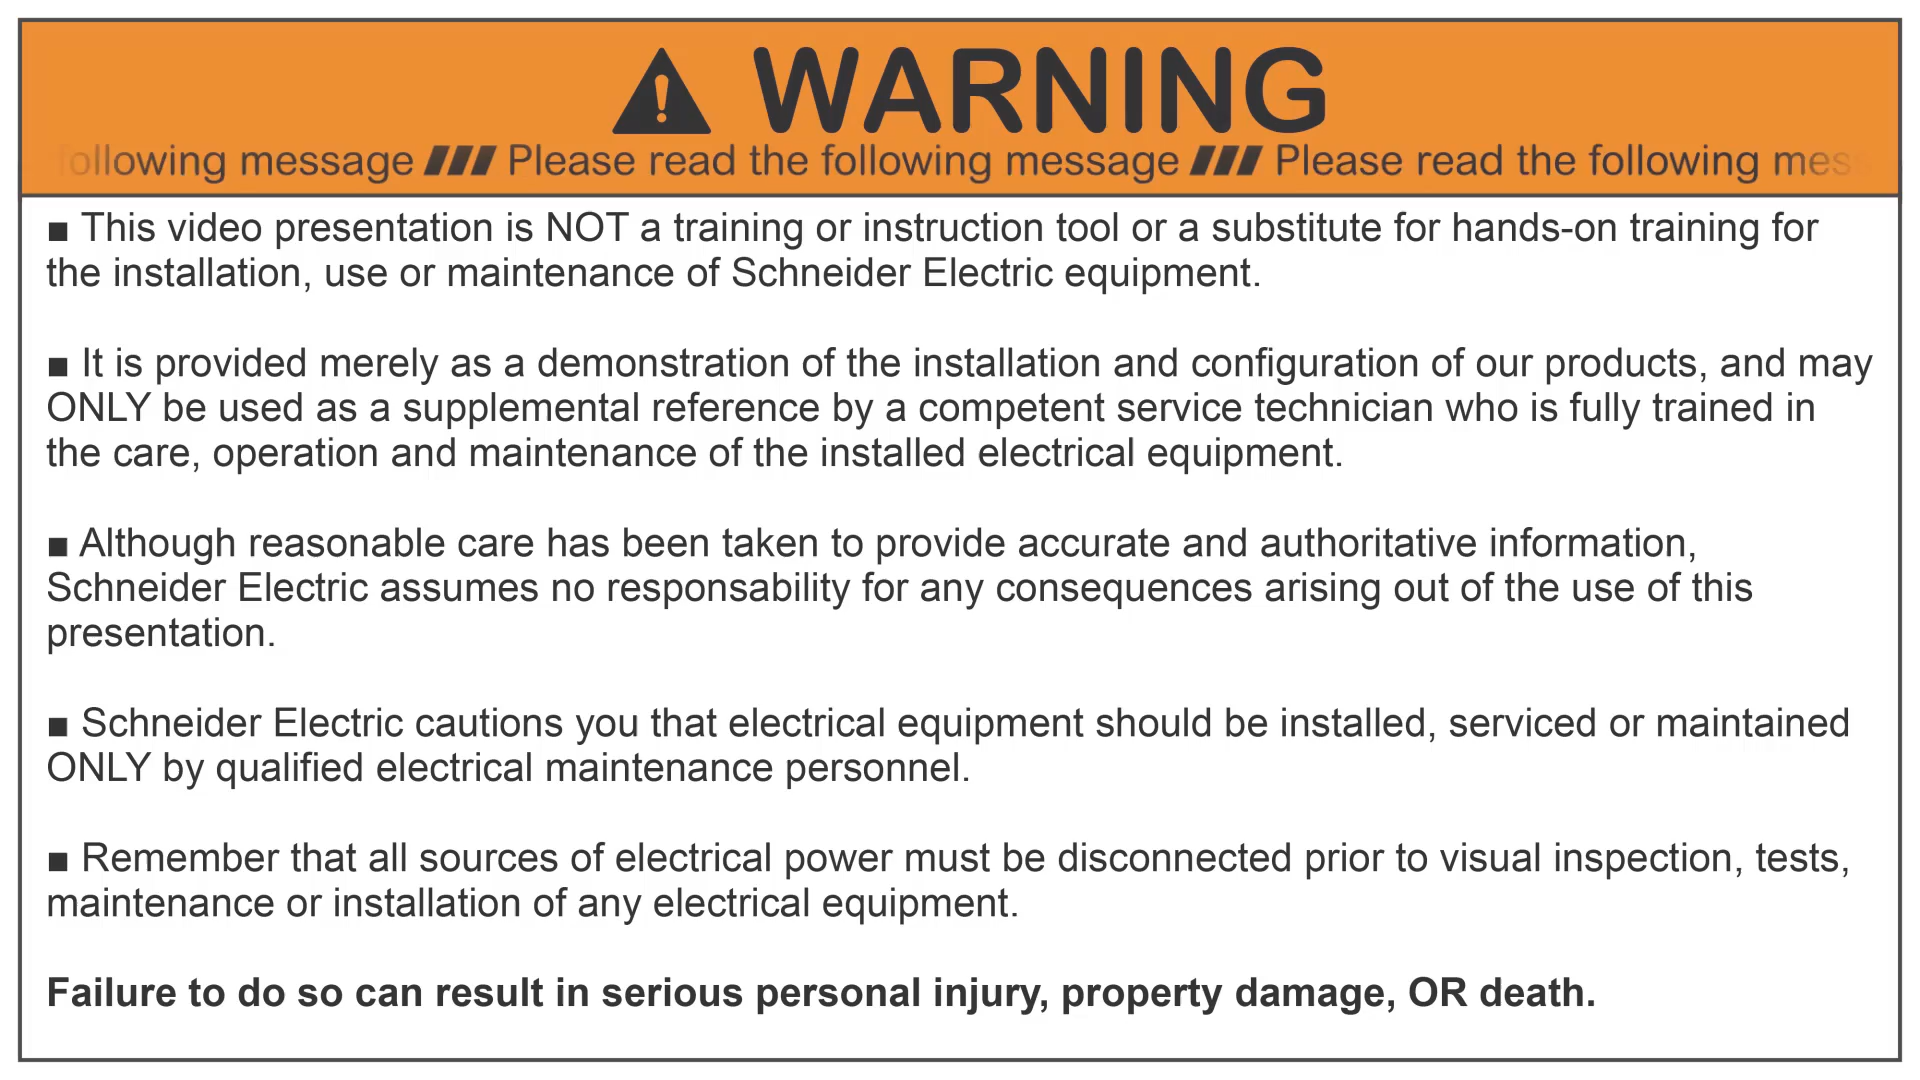 WARNING
ollowing message /// Please read the following message /// Please read the following mess
■ This video presentation is NOT a training or instruction tool or a substitute for hands-on training for
the installation, use or maintenance of Schneider Electric equipment.
■ It is provided merely as a demonstration of the installation and configuration of our products, and may
ONLY be used as a supplemental reference by a competent service technician who is fully trained in
the care, operation and maintenance of the installed electrical equipment.
■ Although reasonable care has been taken to provide accurate and authoritative information,
Schneider Electric assumes no responsability for any consequences arising out of the use of this
presentation.
■ Schneider Electric cautions you that electrical equipment should be installed, serviced or maintained
ONLY by qualified electrical maintenance personnel.
■ Remember that all sources of electrical power must be disconnected prior to visual inspection, tests,
maintenance or installation of any electrical equipment.
Failure to do so can result in serious personal injury, property damage, OR death.